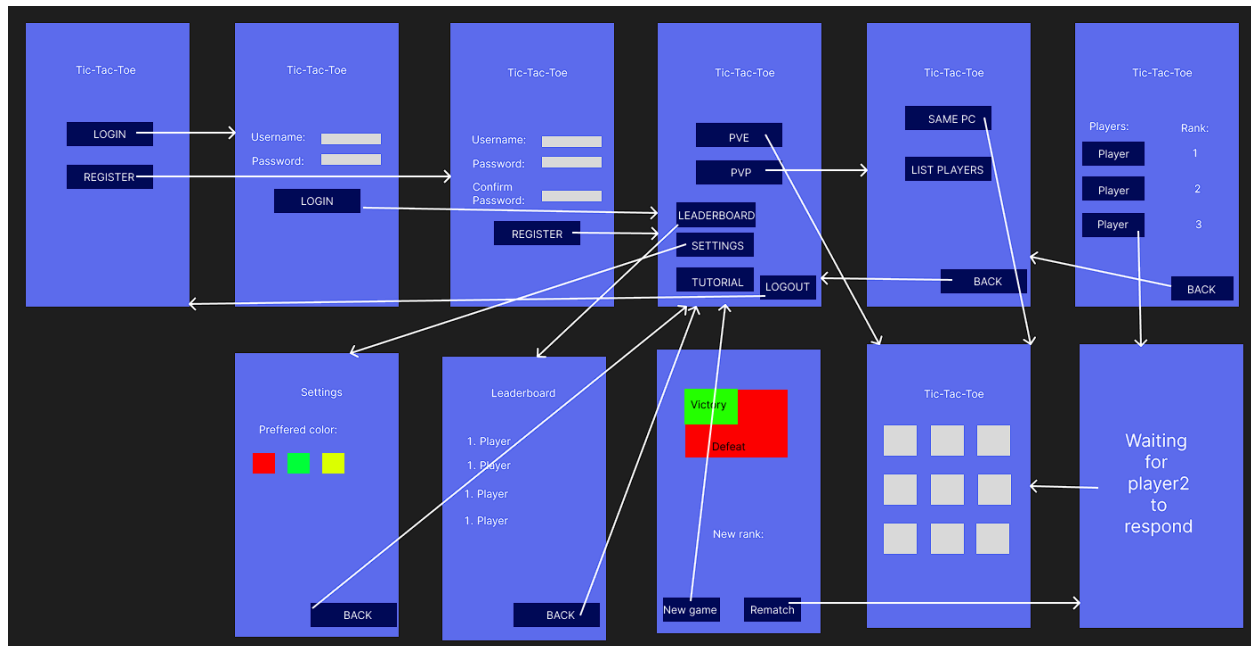 Tic-Tac-Toe
LOGIN
REGISTER
Tic-Tac-Toe
Username:
Password:
LOGIN
Tic-Tac-Toe
Username:
Password:
Confirm
Password:
REGISTER
Tic-Tac-Toe
PVE
PVP
LEADERBOARD
SETTINGS
TUTORIAL
LOGOUT
Tic-Tac-Toe
SAME PC
LIST PLAYERS
BACK
Tic-Tac-Toe
Players: Rank:
Player 1
Player 2
Player 3
BACK
Settings
Preffered color:
BACK
Leaderboard
1. Player
1. Player
1. Player
1. Player
BACK
Victory
Defeat
New rank:
New game Rematch
Tic-Tac-Toe
Waiting
for
player2
to
respond